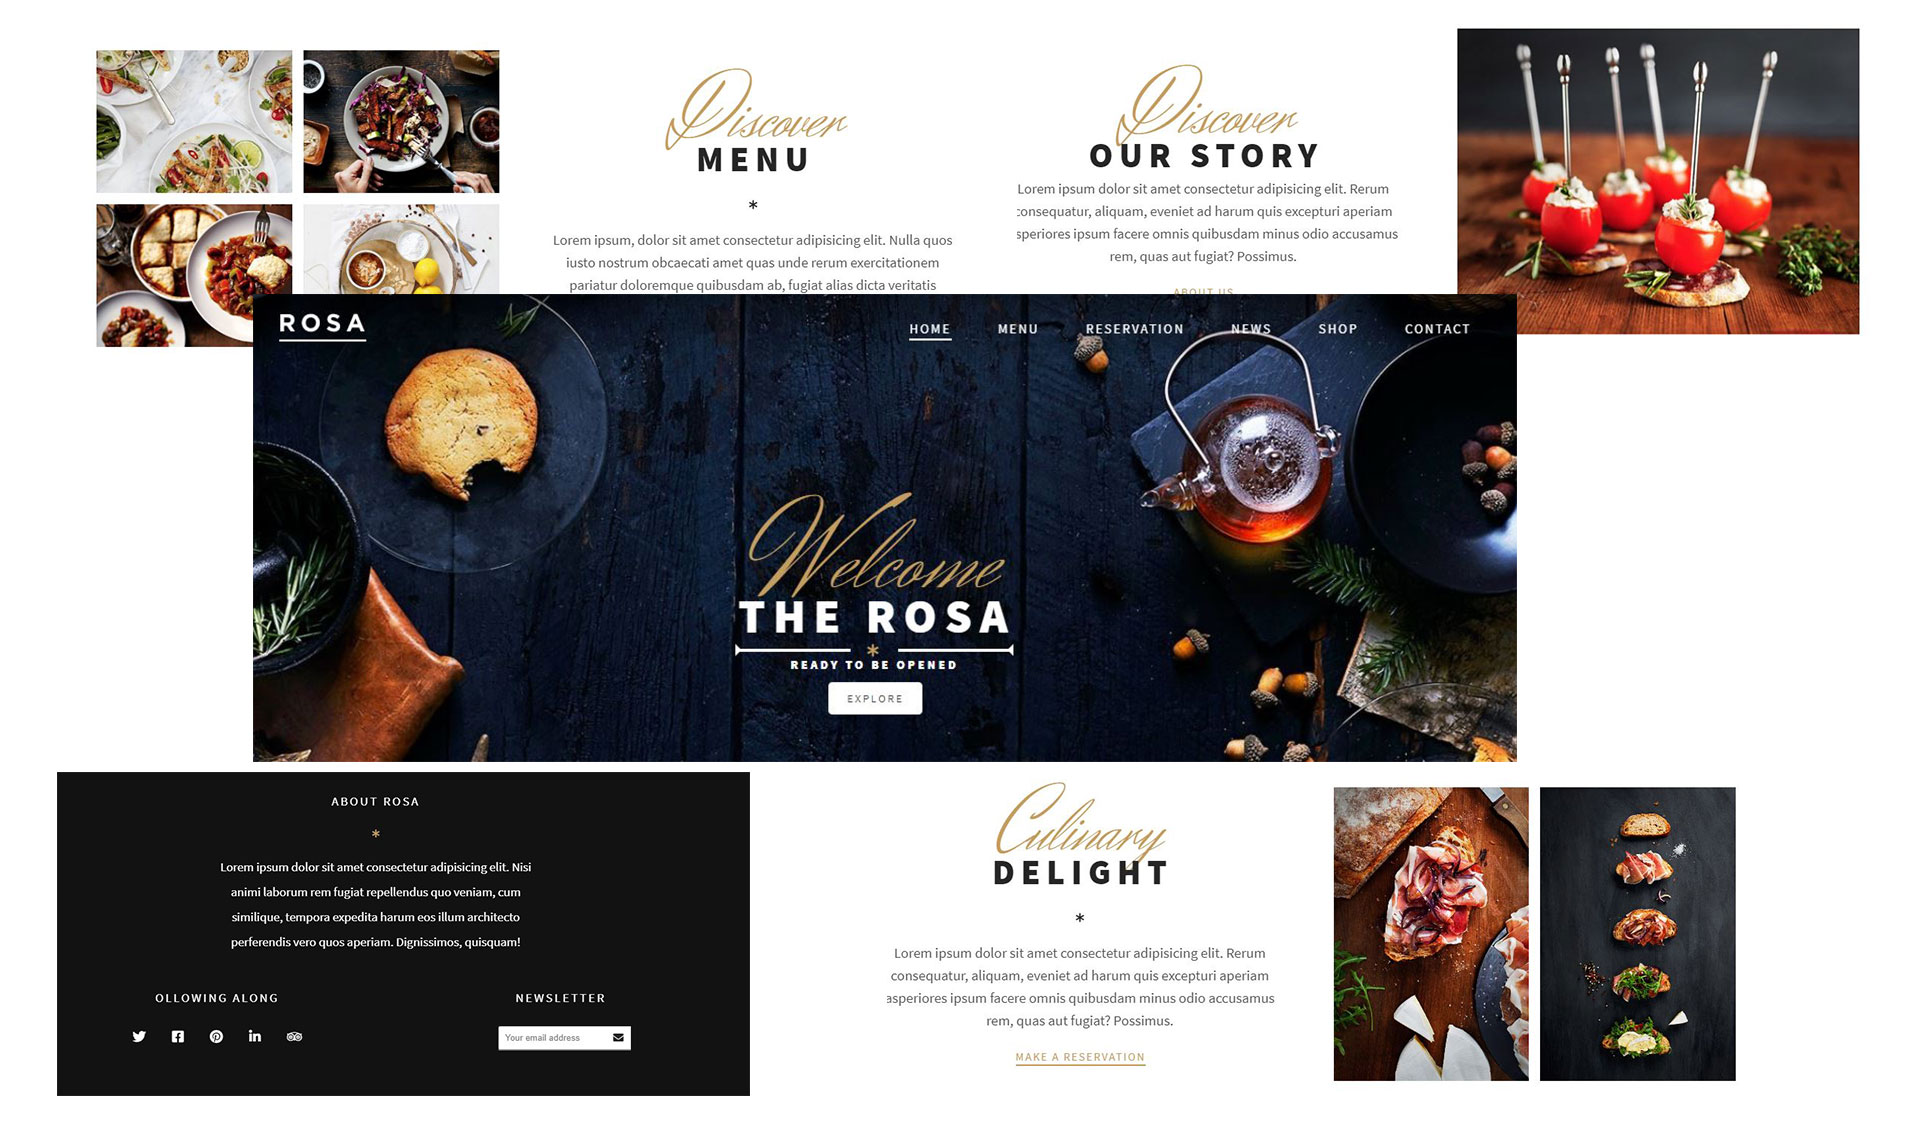 Discover
MENU
*
Lorem ipsum, dolor sit amet consectetur adipisicing elit. Nulla quos
iusto nostrum obcaecati amet quas unde rerum exercitationem
pariatur doloremque quibusdam ab, fugiat alias dicta veritatis
Discover
OUR STORY
Lorem ipsum dolor sit amet consectetur adipisicing elit. Rerum
consequatur, aliquam, eveniet ad harum quis excepturi aperiam
speriores ipsum facere omnis quibusdam minus odio accusamus
rem, quas aut fugiat? Possimus.
ABOUT US
ROSA
HOME MENU RESERVATION NEWS SHOP CONTACT
Welcome
THE ROSA
*
READY TO BE OPENED
EXPLORE
ABOUT ROSA
*
Lorem ipsum dolor sit amet consectetur adipisicing elit. Nisi
animi laborum rem fugiat repellendus quo veniam, cum
similique, tempora expedita harum eos illum architecto
perferendis vero quos aperiam. Dignissimos, quisquam!
OLLOWING ALONG
NEWSLETTER
Your email address
Culinary
DELIGHT
*
Lorem ipsum dolor sit amet consectetur adipisicing elit. Rerum
consequatur, aliquam, eveniet ad harum quis excepturi aperiam
asperiores ipsum facere omnis quibusdam minus odio accusamus
rem, quas aut fugiat? Possimus.
MAKE A RESERVATION